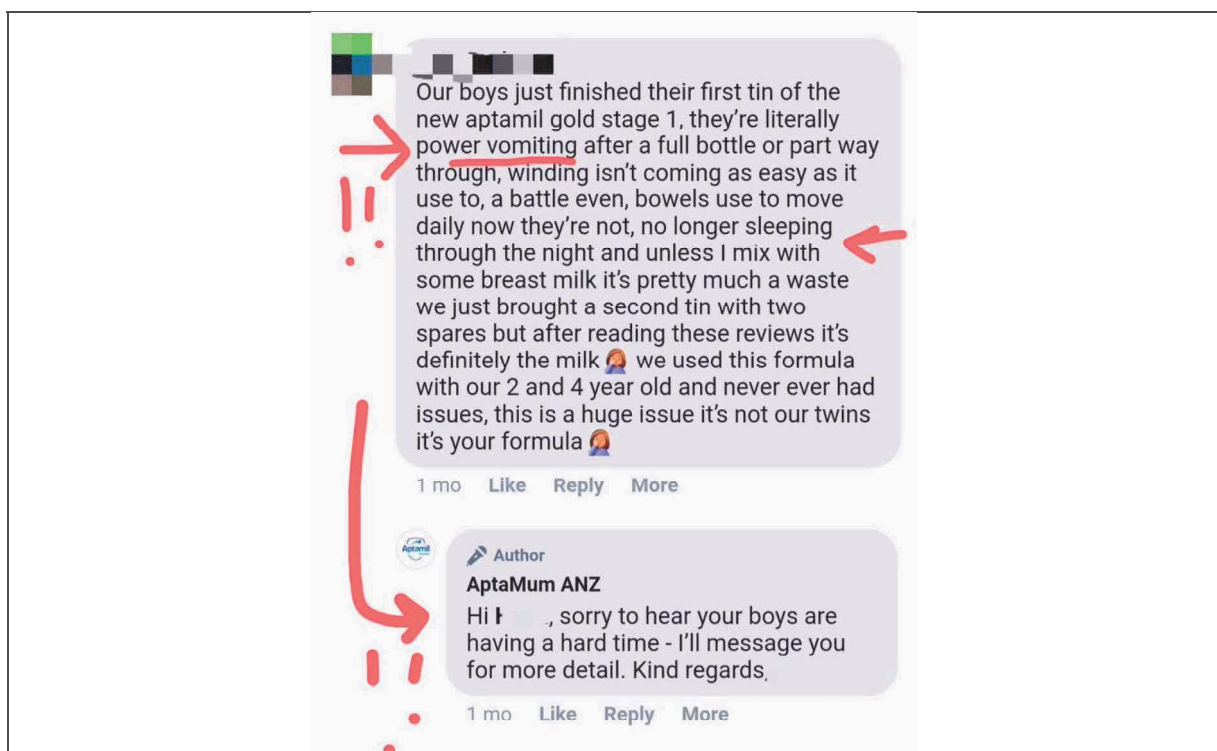 Our boys just finished their first tin of the
new aptamil gold stage 1, they're literally
power vomiting after a full bottle or part way
through, winding isn't coming as easy as it
use to, a battle even, bowels use to move
daily now they're not, no longer sleeping
through the night and unless I mix with
some breast milk it's pretty much a waste
we just brought a second tin with two
spares but after reading these reviews it's
definitely the milk🤦 we used this formula
with our 2 and 4 year old and never ever had
issues, this is a huge issue it's not our twins
it's your formula🤦
1 mo Like Reply More
Aptamil
Author
AptaMum ANZ
Hi , sorry to hear your boys are
having a hard time - I'll message you
for more detail. Kind regards,
1 mo Like Reply More